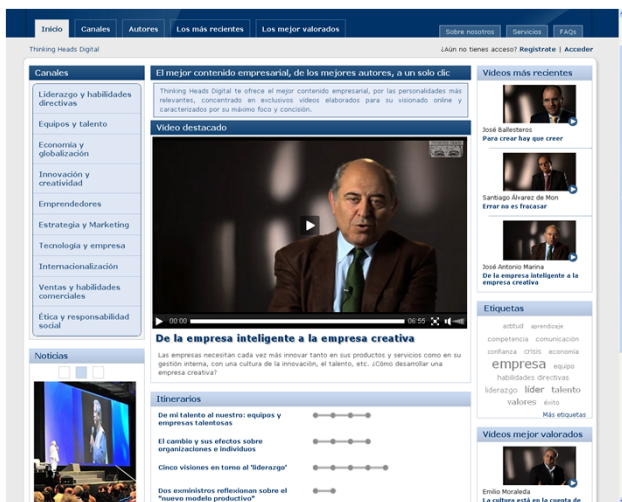 Inicio
Canales
Autores
Los más recientes
Los mejor valorados
Sobre nosotros
Servicios
FAQs
Thinking Heads Digital
¿Aún no tienes acceso? Regístrate | Acceder
Canales
Liderazgo y habilidades
directivas
Equipos y talento
Economía y
globalización
Innovación y
creatividad
Emprendedores
Estrategia y Marketing
Tecnología y empresa
Internacionalización
Ventas y habilidades
comerciales
Ética y responsabilidad
social
Noticias
El mejor contenido empresarial, de los mejores autores, a un solo clic
Thinking Heads Digital te ofrece el mejor contenido empresarial, por las personalidades más
relevantes, concentrado en exclusivos vídeos elaborados para su visionado online y
caracterizados por su máximo foco y concisión.
Vídeo destacado
00:00
06:55
De la empresa inteligente a la empresa creativa
Las empresas necesitan cada vez más innovar tanto en sus productos y servicios como en su
gestión interna, con una cultura de la innovación, el talento, etc. ¿Cómo desarrollar una
empresa creativa?
Itinerarios
De mi talento al nuestro: equipos y
empresas talentosas
El cambio y sus efectos sobre
organizaciones e individuos
Cinco visiones en torno al 'liderazgo'
Dos exministros reflexionan sobre el
"nuevo modelo productivo"
Vídeos más recientes
José Ballesteros
Para crear hay que creer
Santiago Álvarez de Mon
Errar no es fracasar
José Antonio Marina
De la empresa inteligente a la
empresa creativa
Etiquetas
actitud aprendizaje
competencia comunicación
confianza crisis economía
empresa equipo
habilidades directivas
liderazgo líder talento
valores éxito
Más etiquetas
Vídeos mejor valorados
Emilio Moraleda
La cultura está en la cuenta de